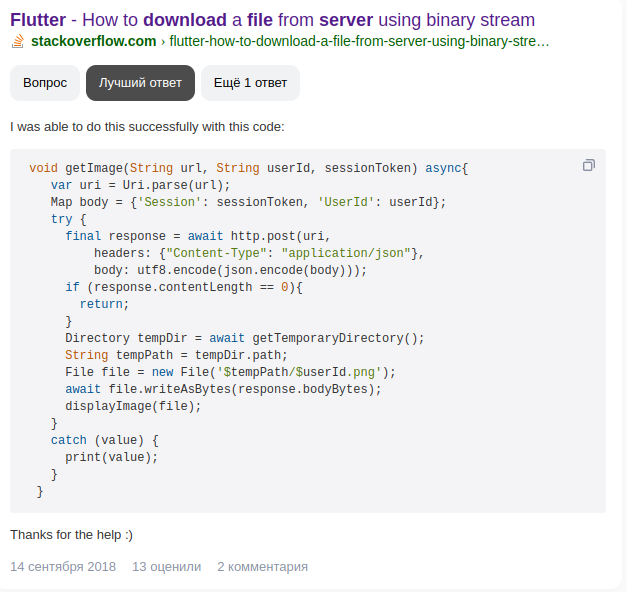 Flutter - How to download a file from server using binary stream
stackoverflow.com › flutter-how-to-download-a-file-from-server-using-binary-stre…
Вопрос Лучший ответ Ещё 1 ответ
I was able to do this successfully with this code:
void getImage(String url, String userId, sessionToken) async{
var uri = Uri.parse(url);
Map body = {'Session': sessionToken, 'UserId': userId};
try {
final response = await http.post(uri,
headers: {"Content-Type": "application/json"},
body: utf8.encode(json.encode(body)));
if (response.contentLength == 0){
return;
}
Directory tempDir = await getTemporaryDirectory();
String tempPath = tempDir.path;
File file = new File('$tempPath/$userId.png');
await file.writeAsBytes(response.bodyBytes);
displayImage(file);
}
catch (value) {
print(value);
}
}
Thanks for the help :)
14 сентября 2018 13 оценили 2 комментария